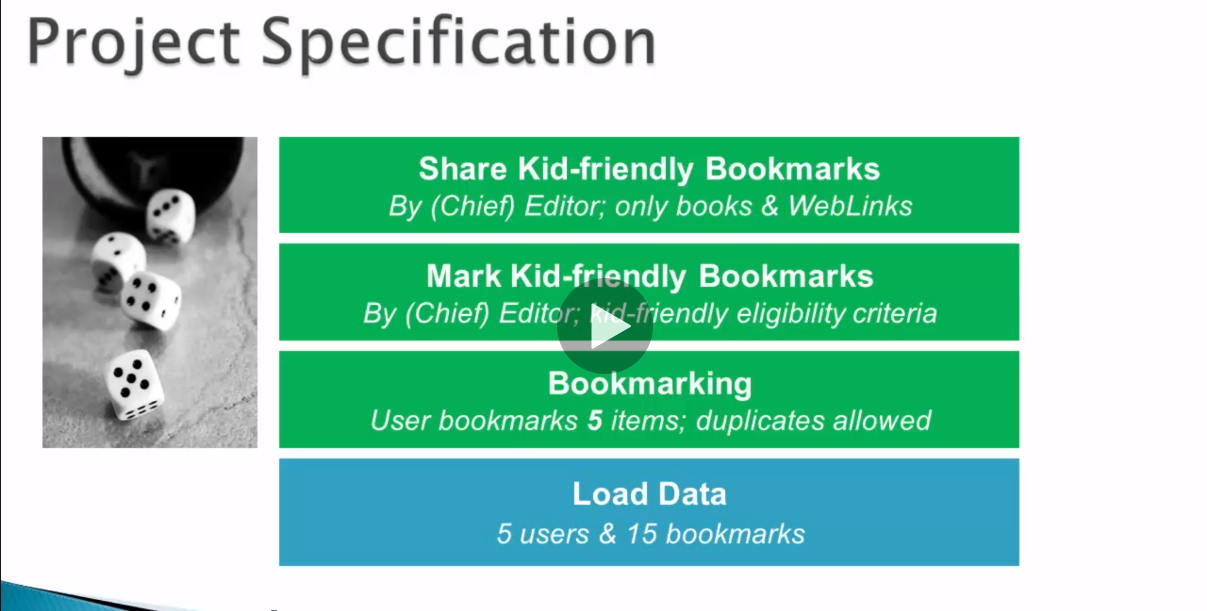 Project Specification
Share Kid-friendly Bookmarks
By (Chief) Editor; only books & WebLinks
Mark Kid-friendly Bookmarks
By (Chief) Editor; kid-friendly eligibility criteria
Bookmarking
User bookmarks 5 items; duplicates allowed
Load Data
5 users & 15 bookmarks